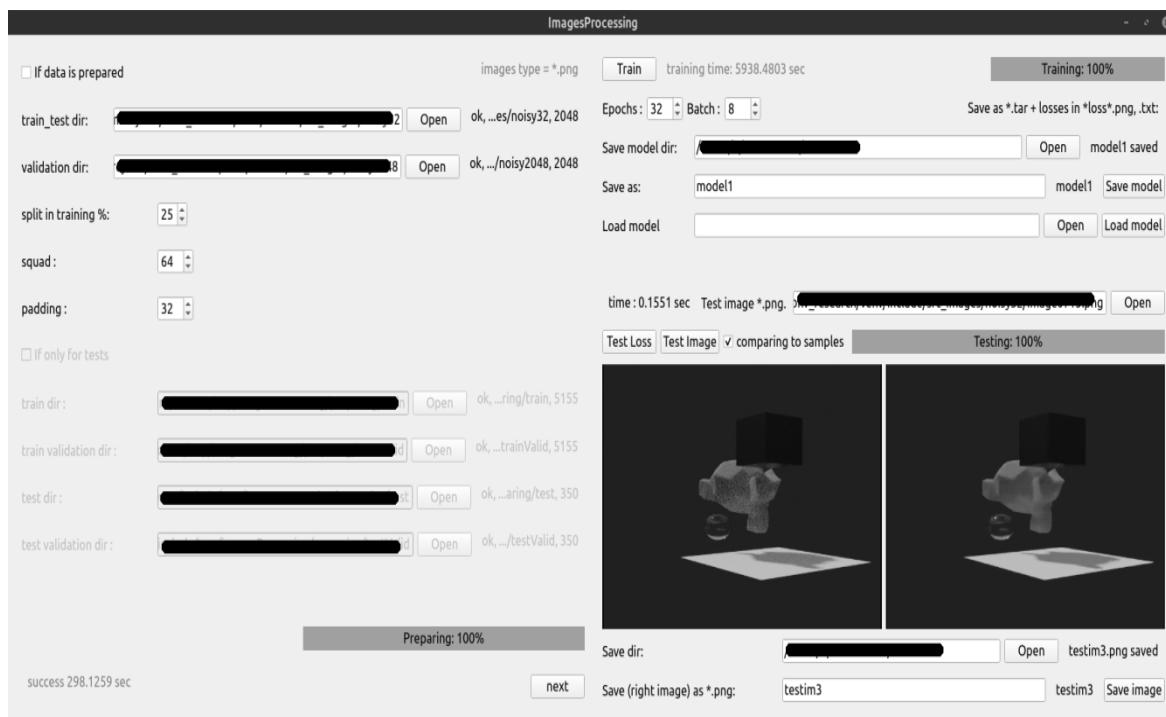 ImagesProcessing
If data is prepared
images type = *.png
train_test dir:
2
Open
ok, ...es/noisy32, 2048
validation dir:
48
Open
ok, .../noisy2048, 2048
split in training %:
25
squad :
64
padding :
32
If only for tests
train dir :
Open
ok, ...ring/train, 5155
train validation dir :
Open
ok, ...trainValid, 5155
test dir :
Open
ok, ...aring/test, 350
test validation dir :
Open
ok, .../testValid, 350
Preparing: 100%
success 298.1259 sec
next
Train
training time: 5938.4803 sec
Training: 100%
Epochs : 32
Batch : 8
Save as *.tar + losses in *loss*.png, .txt:
Save model dir:
Open
model1 saved
Save as:
model1
model1
Save model
Load model
Open
Load model
time : 0.1551 sec
Test image *.png.
Open
Test Loss
Test Image
comparing to samples
Testing: 100%
Save dir:
Open
testim3.png saved
Save (right image) as *.png:
testim3
testim3
Save image